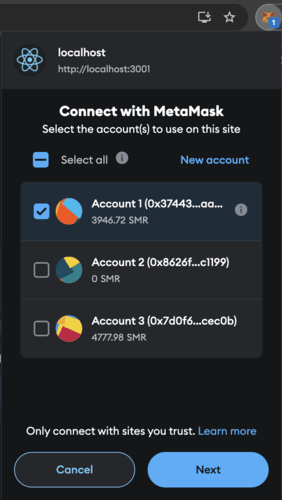 localhost
http://localhost:3001
Connect with MetaMask
Select the account(s) to use on this site
Select all
New account
Account 1 (0x37443...aa...
3946.72 SMR
Account 2 (0x8626f...c1199)
0 SMR
Account 3 (0x7d0f6...cec0b)
4777.98 SMR
Only connect with sites you trust. Learn more
Cancel
Next
1